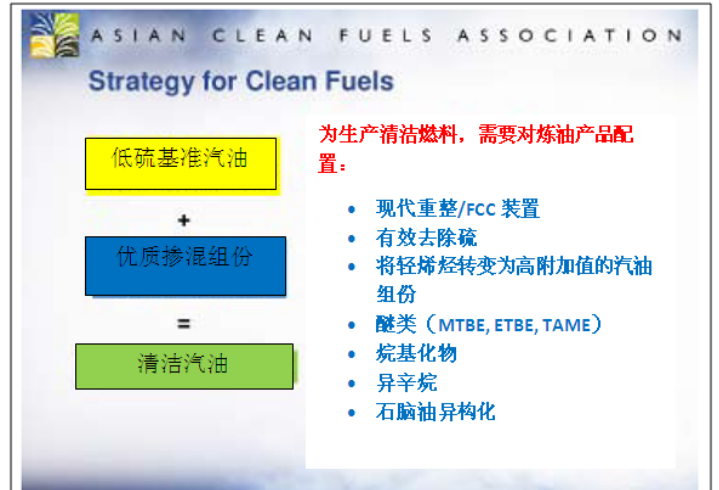 ASIAN CLEAN FUELS ASSOCIATION
Strategy for Clean Fuels
低硫基准汽油
+
优质掺混组份
=
清洁汽油
为生产清洁燃料，需要对炼油产品配
置：
• 现代重整/FCC 装置
• 有效去除硫
• 将轻烯烃转变为高附加值的汽油
组份
• 醚类（MTBE, ETBE, TAME）
• 烷基化物
• 异辛烷
• 石脑油异构化